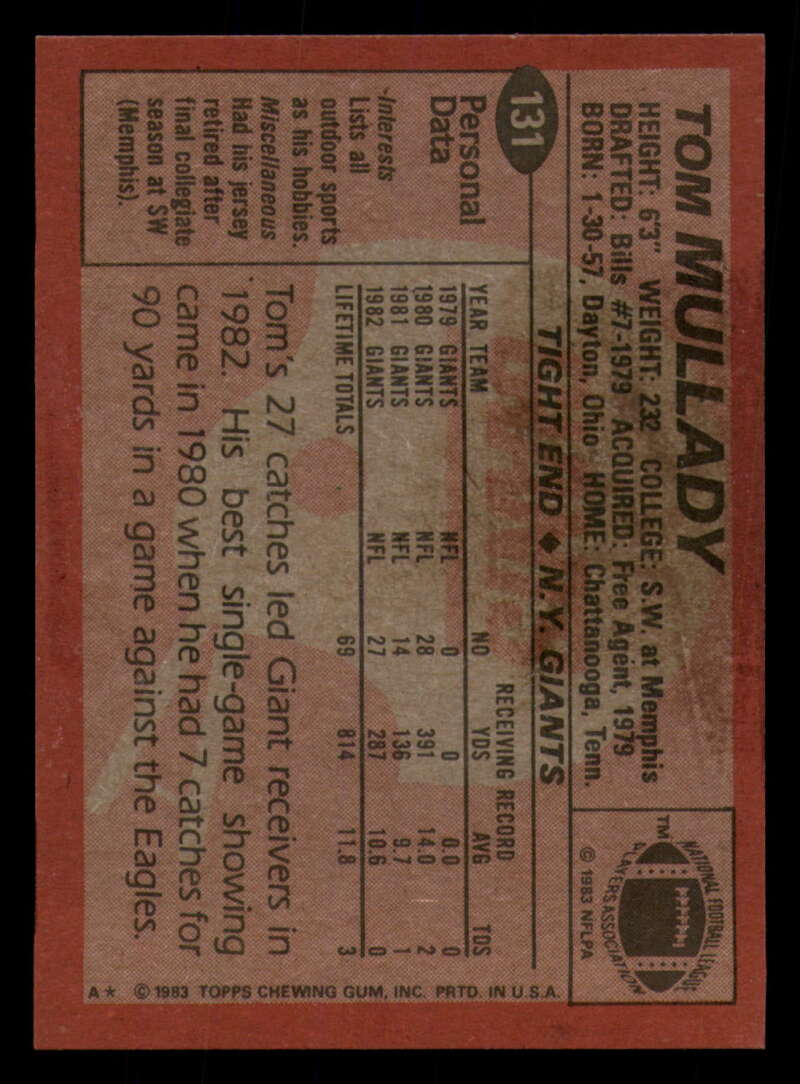 TOM MULLADY
HEIGHT: 6'3" WEIGHT: 232 COLLEGE: S.W. at Memphis
DRAFTED: Bills #7-1979 ACQUIRED: Free Agent, 1979
BORN: 1-30-57, Dayton, Ohio HOME: Chattanooga, Tenn.
NATIONAL FOOTBALL LEAGUE
PLAYERS ASSOCIATION
TM
© 1983 NFLPA
131
TIGHT END ◆ N.Y. GIANTS
Personal
Data
Interests
Lists all
outdoor sports
as his hobbies.
Miscellaneous
Had his jersey
retired after
final collegiate
season at SW
(Memphis).
RECEIVING RECORD
YEAR TEAM NO YDS AVG TDS
1979 GIANTS NFL 0 0 0.0 0
1980 GIANTS NFL 28 391 14.0 2
1981 GIANTS NFL 14 136 9.7 1
1982 GIANTS NFL 27 287 10.6 0
LIFETIME TOTALS 69 814 11.8 3
Tom's 27 catches led Giant receivers in
1982. His best single-game showing
came in 1980 when he had 7 catches for
90 yards in a game against the Eagles.
A* © 1983 TOPPS CHEWING GUM, INC. PRTD. IN U.S.A.